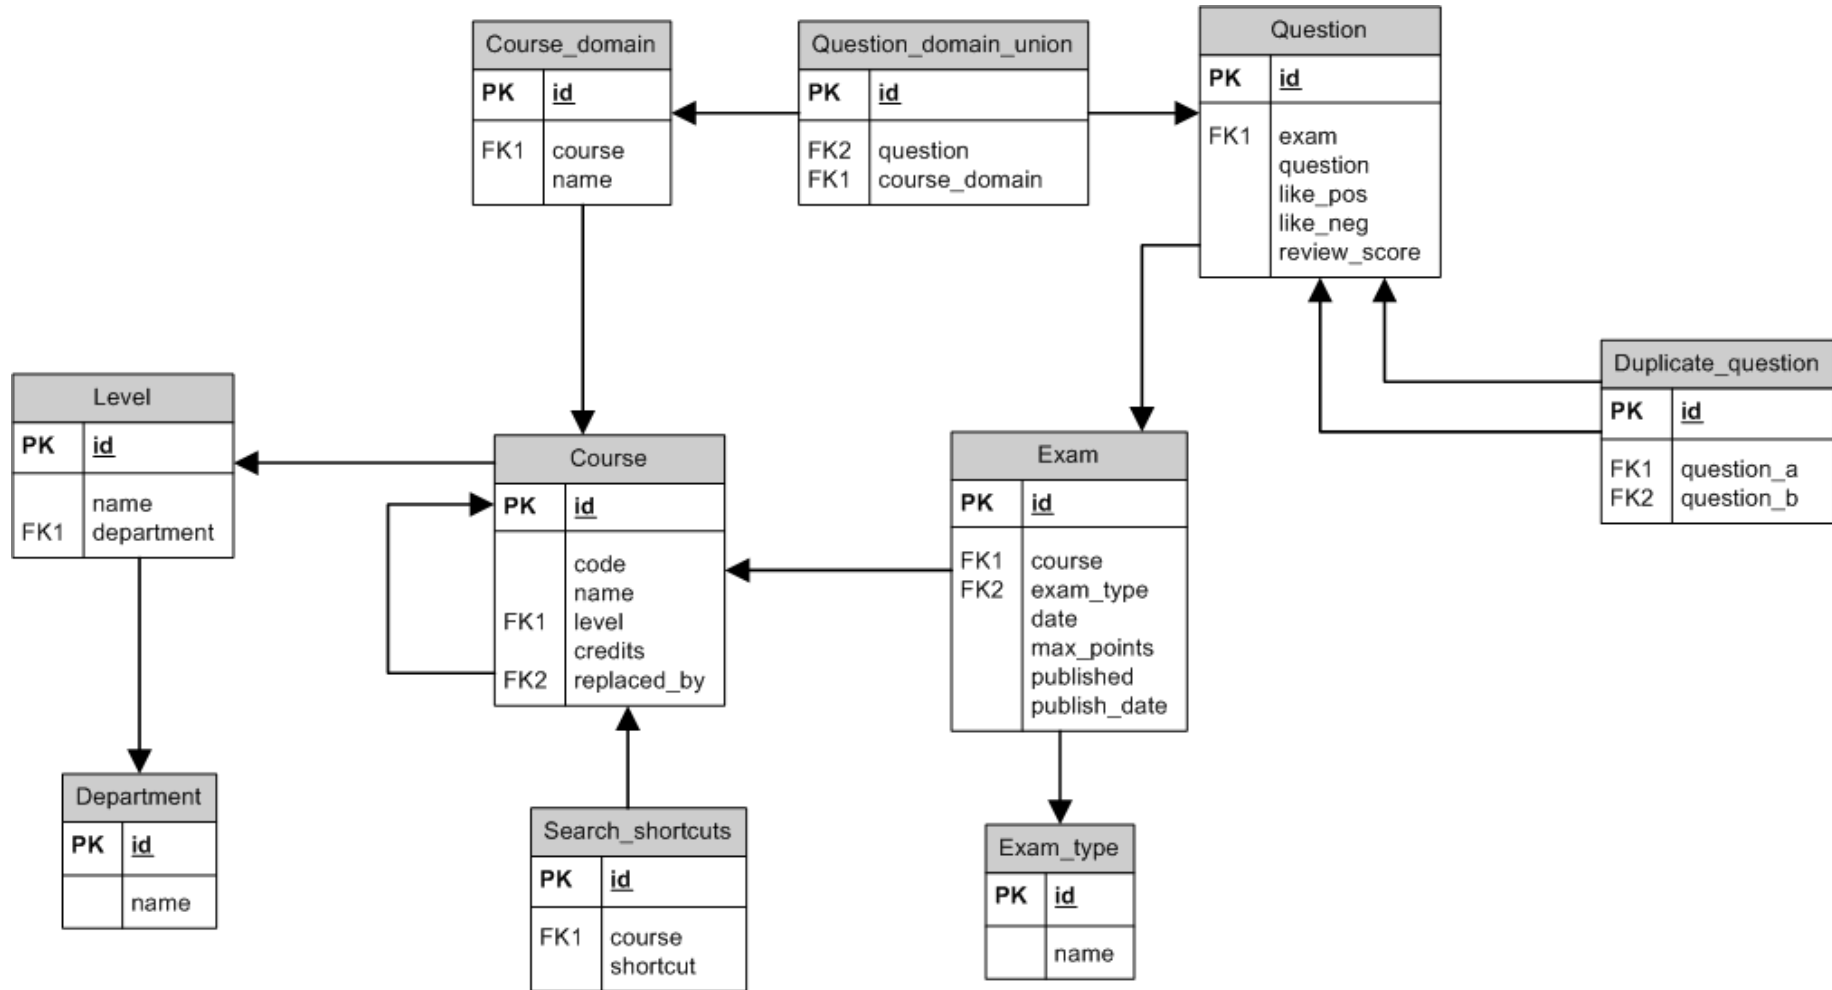 Course_domain
PK id
FK1 course
name
Question_domain_union
PK id
FK2 question
FK1 course_domain
Question
PK id
FK1 exam
question
like_pos
like_neg
review_score
Duplicate_question
PK id
FK1 question_a
FK2 question_b
Level
PK id
name
FK1 department
Course
PK id
code
name
FK1 level
credits
FK2 replaced_by
Exam
PK id
FK1 course
FK2 exam_type
date
max_points
published
publish_date
Department
PK id
name
Search_shortcuts
PK id
FK1 course
shortcut
Exam_type
PK id
name